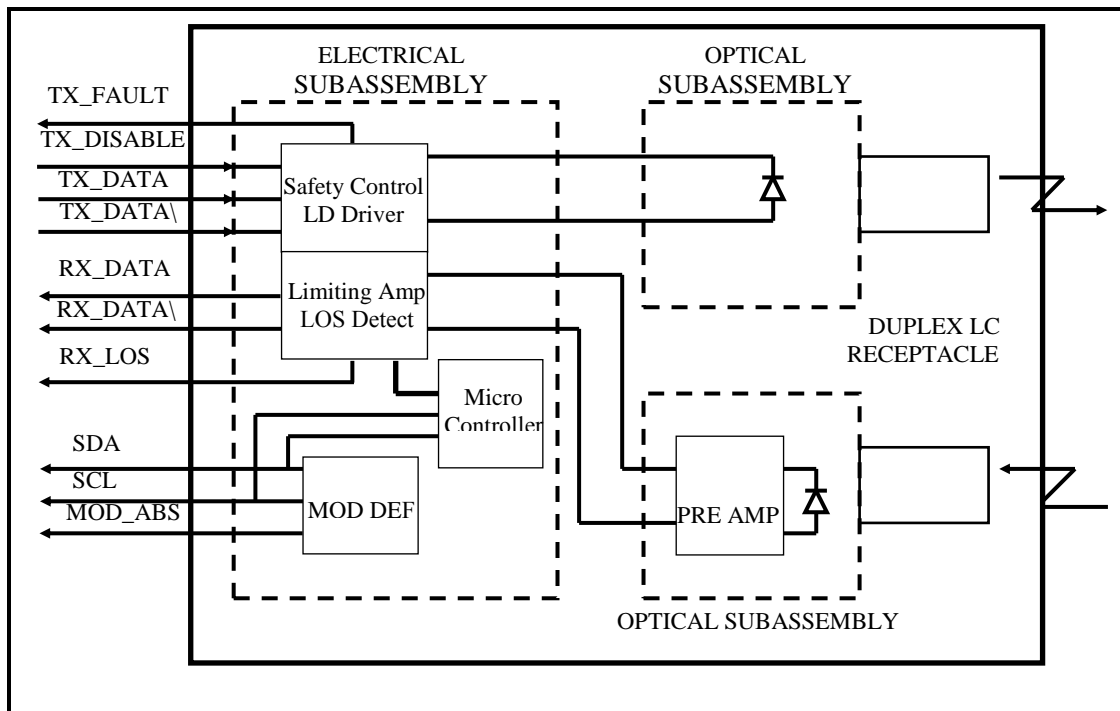 ELECTRICAL
SUBASSEMBLY
OPTICAL
SUBASSEMBLY
TX_FAULT
TX_DISABLE
TX_DATA
TX_DATA\
Safety Control
LD Driver
RX_DATA
RX_DATA\
RX_LOS
Limiting Amp
LOS Detect
DUPLEX LC
RECEPTACLE
Micro
Controller
SDA
SCL
MOD_ABS
MOD DEF
PRE AMP
OPTICAL SUBASSEMBLY